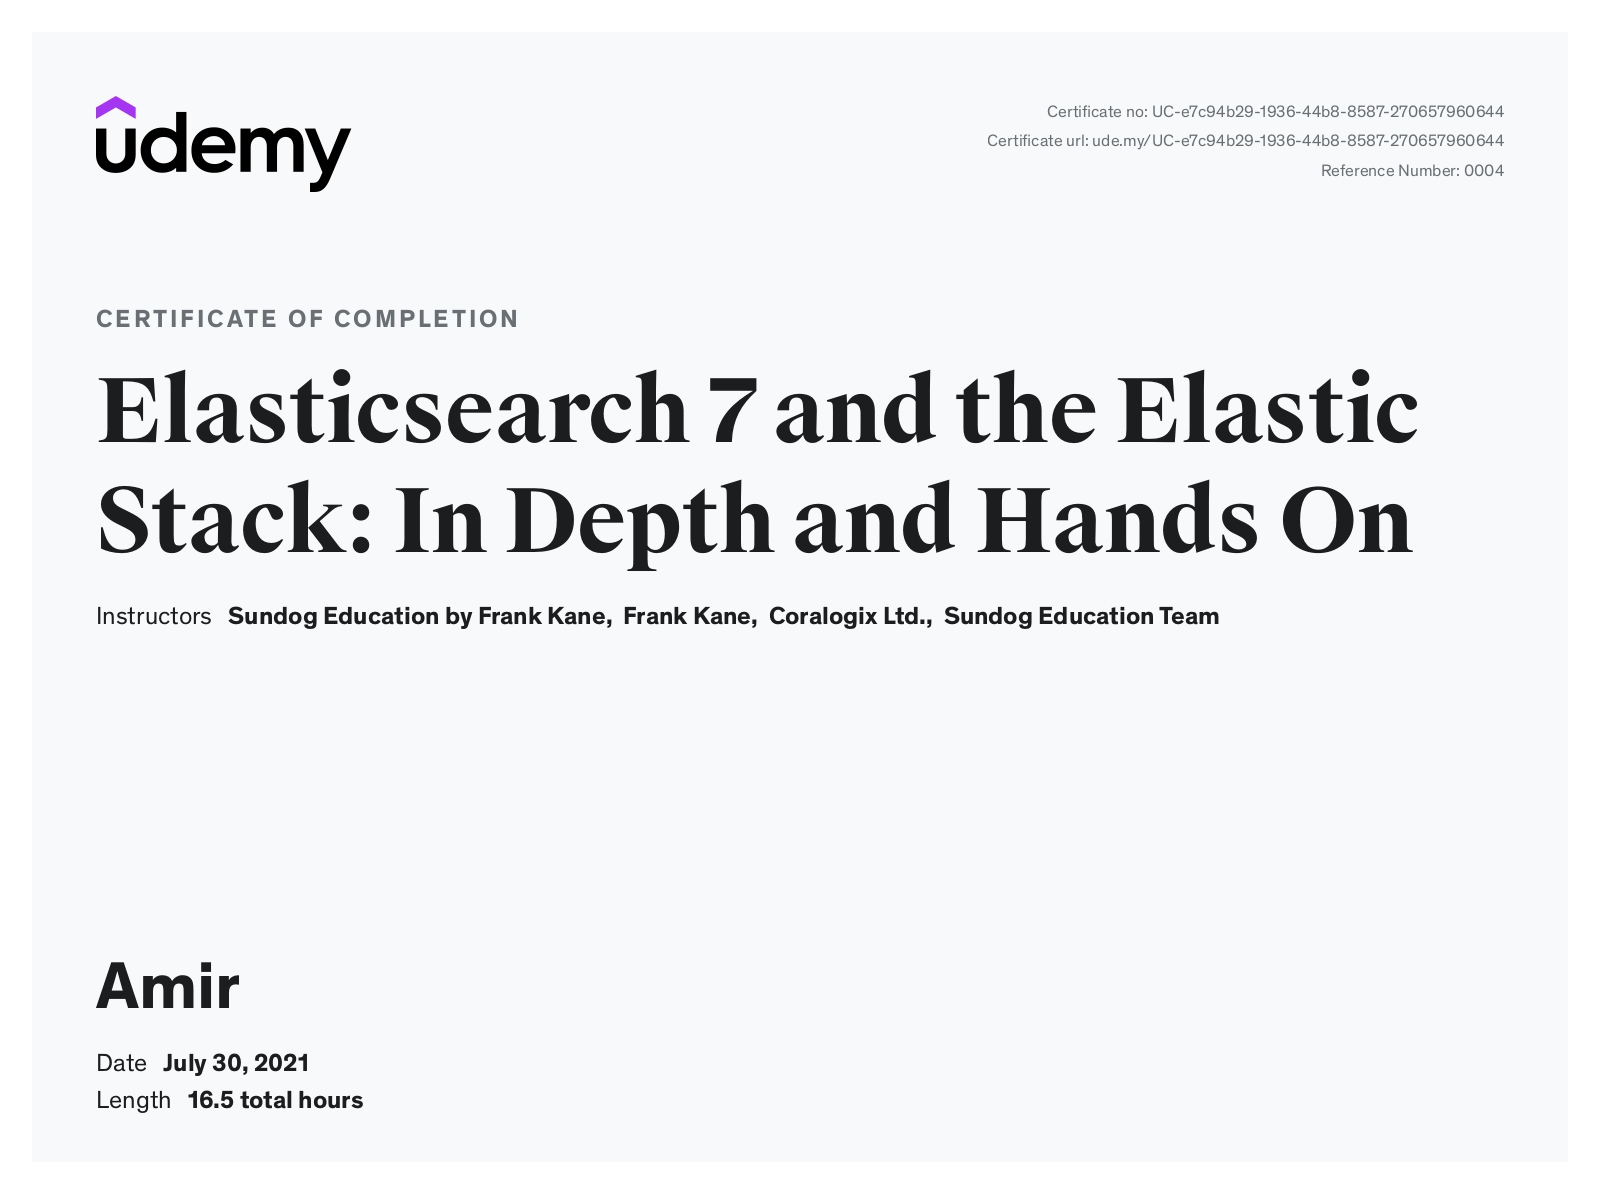 udemy
Certificate no: UC-e7c94b29-1936-44b8-8587-270657960644
Certificate url: ude.my/UC-e7c94b29-1936-44b8-8587-270657960644
Reference Number: 0004
CERTIFICATE OF COMPLETION
Elasticsearch 7 and the Elastic
Stack: In Depth and Hands On
Instructors Sundog Education by Frank Kane, Frank Kane, Coralogix Ltd., Sundog Education Team
Amir
Date July 30, 2021
Length 16.5 total hours